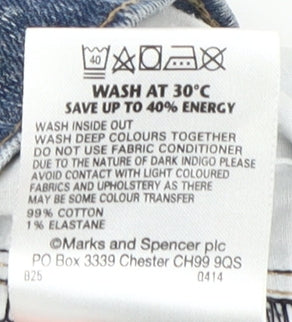 40
WASH AT 30°C
SAVE UP TO 40% ENERGY
WASH INSIDE OUT
WASH DEEP COLOURS TOGETHER
DO NOT USE FABRIC CONDITIONER
DUE TO THE NATURE OF DARK INDIGO PLEASE
AVOID CONTACT WITH LIGHT COLOURED
FABRICS AND UPHOLSTERY AS THERE
MAY BE SOME COLOUR TRANSFER
99% COTTON
1% ELASTANE
©Marks and Spencer plc
PO Box 3339 Chester CH99 9QS
B25 0414